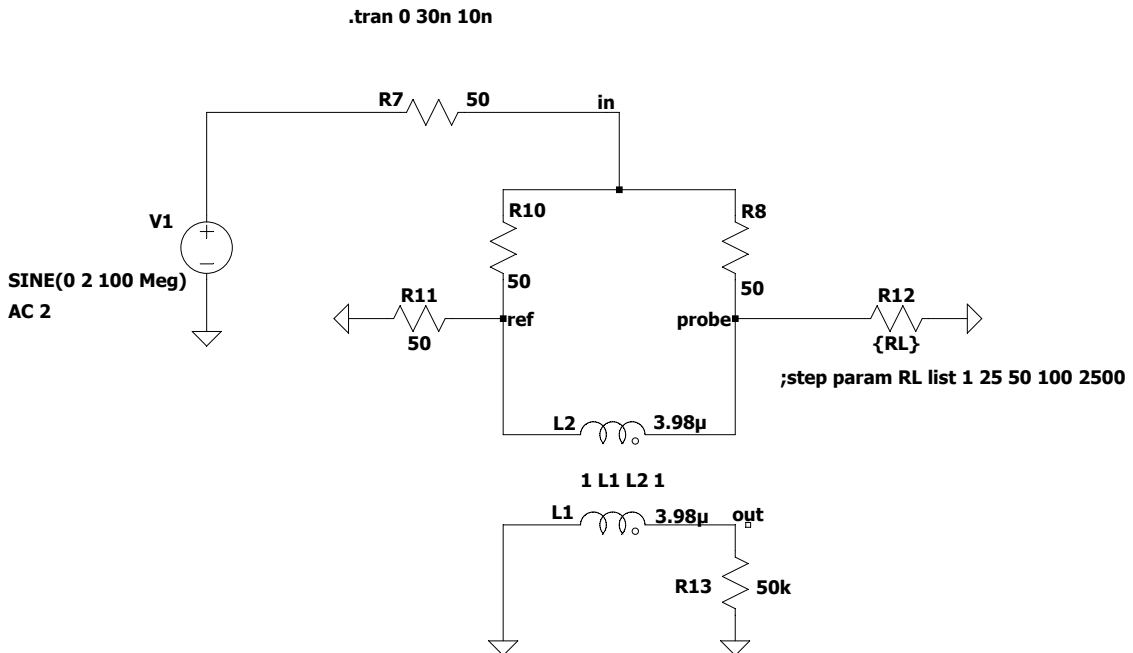 .tran 0 30n 10n
R7 50 in
R10 R8
V1
SINE(0 2 100 Meg) 50 50
AC 2 R11 ref probe R12
50 {RL}
;step param RL list 1 25 50 100 2500
L2 3.98µ
1 L1 L2 1
L1 3.98µ out
R13 50k